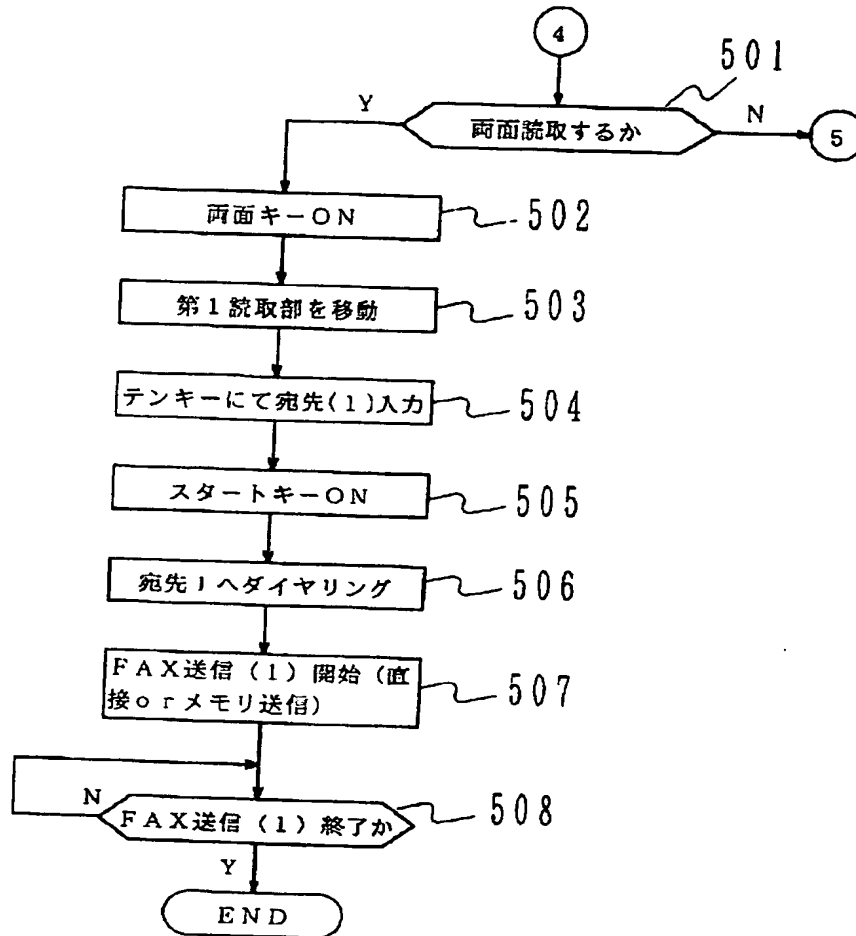 4
501
Y
両面読取するか
N
5
両面キーON
502
第1読取部を移動
503
テンキーにて宛先(1)入力
504
スタートキーON
505
宛先1へダイヤリング
506
FAX送信(1)開始(直
接orメモリ送信)
507
N
FAX送信(1)終了か
508
Y
END